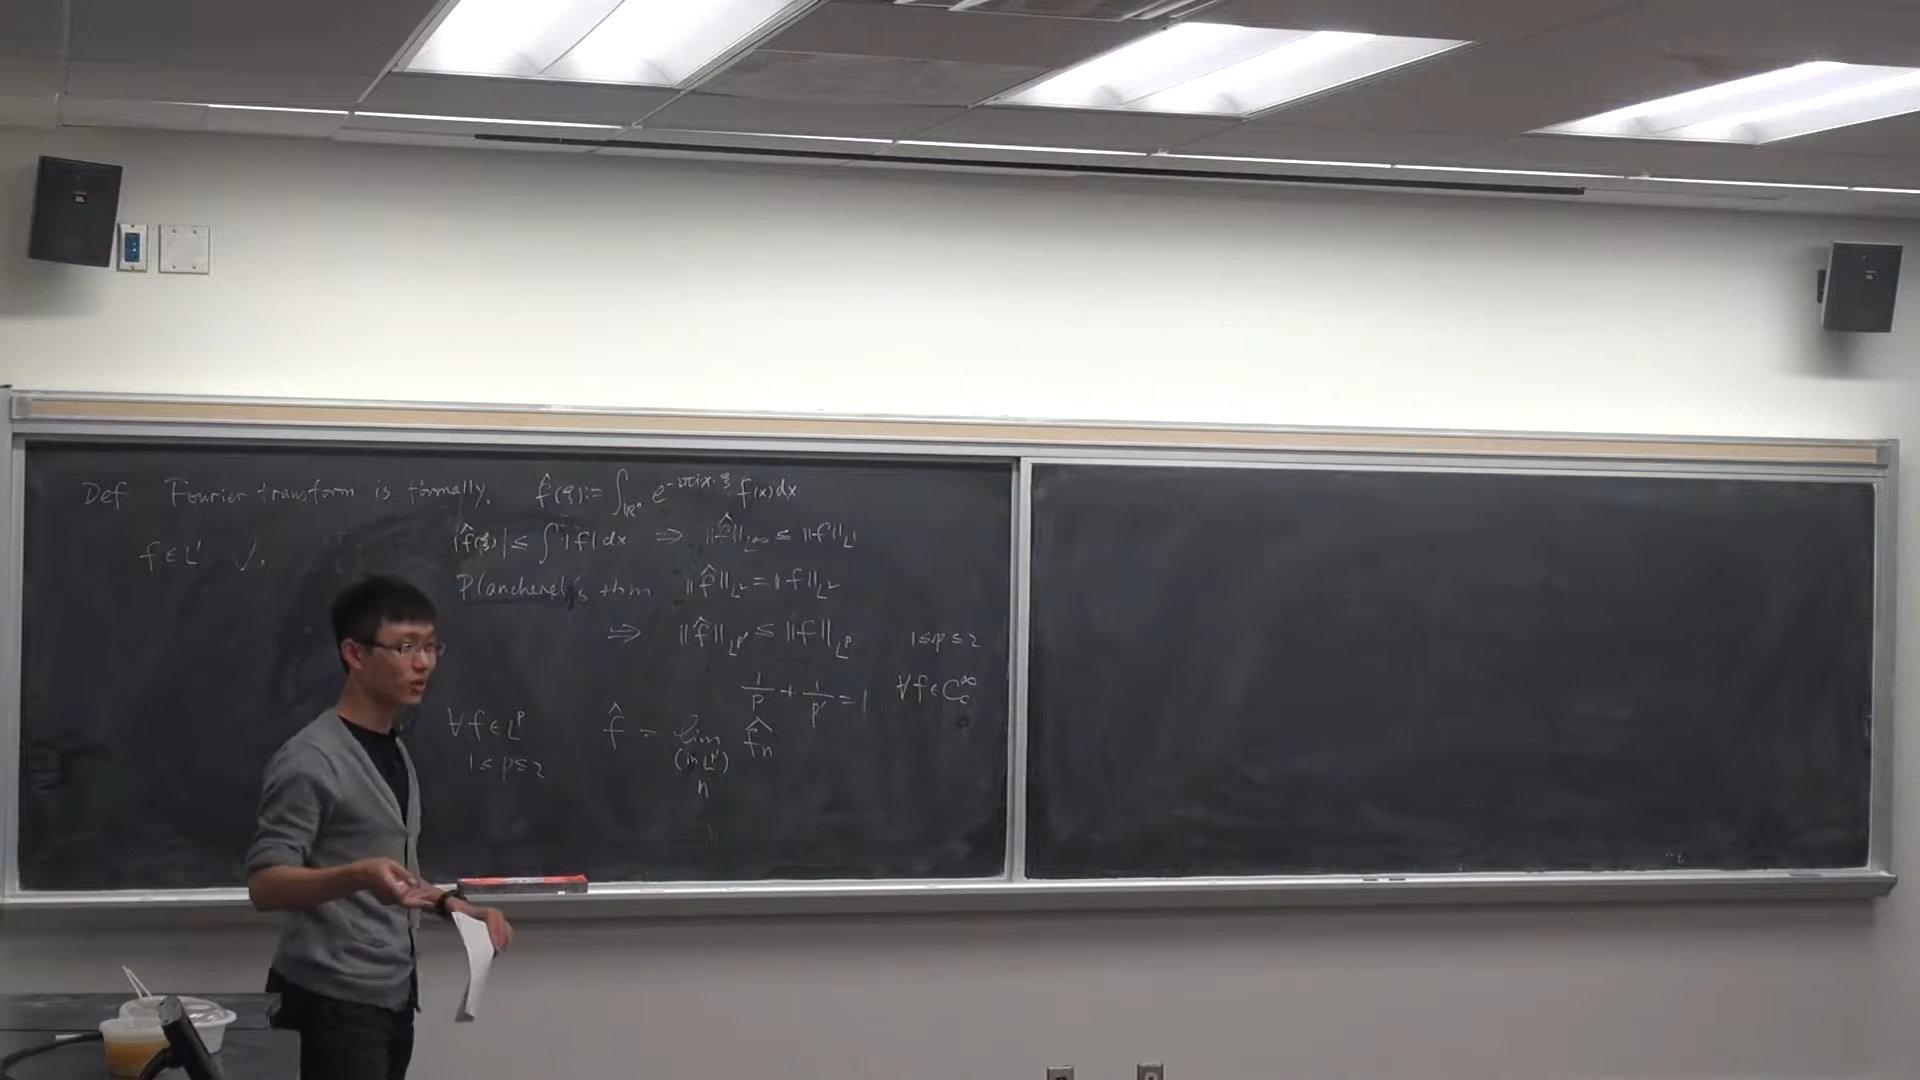 Def Fourier transform is formally. f̂(ξ) := ∫_{ℝⁿ} e^{-2πix·ξ} f(x)dx
f ∈ L¹ ✓.
|f̂(ξ)| ≤ ∫|f|dx ⇒ ||f̂||_{L^∞} ≤ ||f||_{L¹}
Plancherel's thm ||f̂||_{L²} = ||f||_{L²}
⇒ ||f̂||_{L^{p'}} ≤ ||f||_{L^p} 1≤p≤2
1/p + 1/p' = 1 ∀f∈C_c^∞
∀f∈L^p f̂ = lim f̂_n
1≤p≤2 (in L^{p'})
n